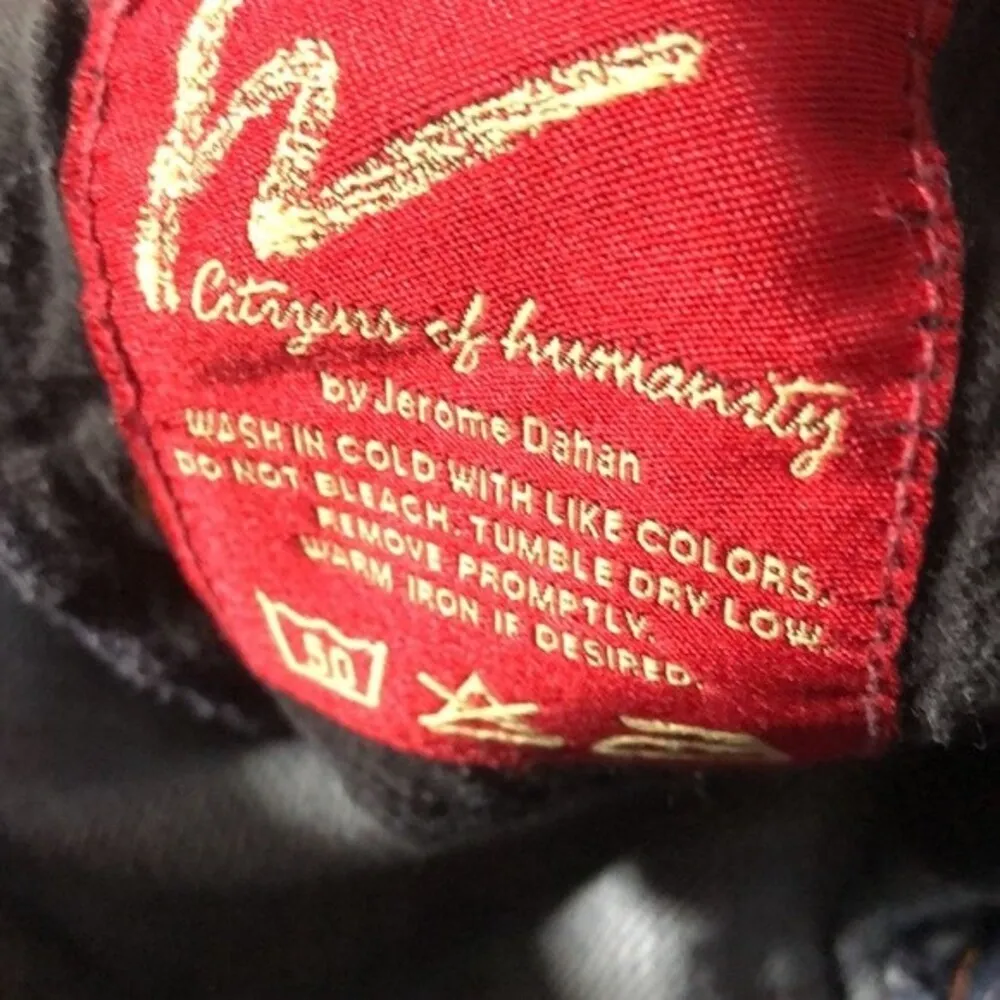 h
Citizens of humanity
by Jerome Dahan
WASH IN COLD WITH LIKE COLORS.
DO NOT BLEACH. TUMBLE DRY LOW.
REMOVE PROMPTLY.
WARM IRON IF DESIRED.